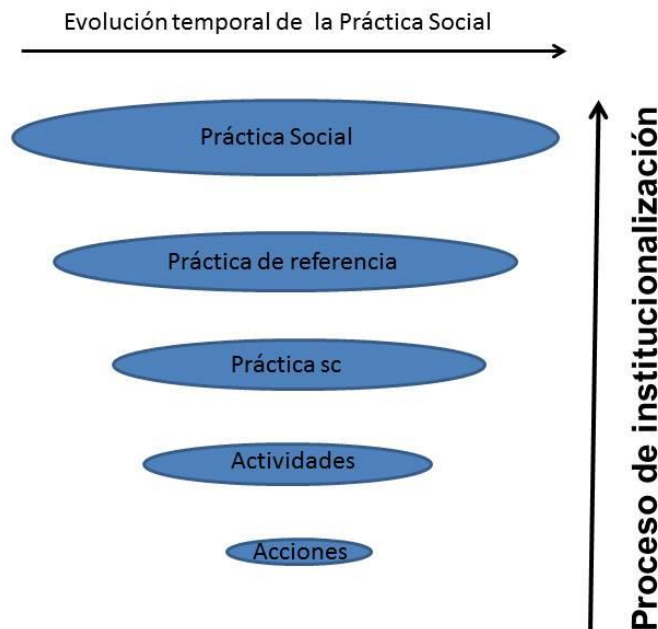 Evolución temporal de la Práctica Social
Práctica Social
Práctica de referencia
Práctica sc
Actividades
Acciones
Proceso de institucionalización